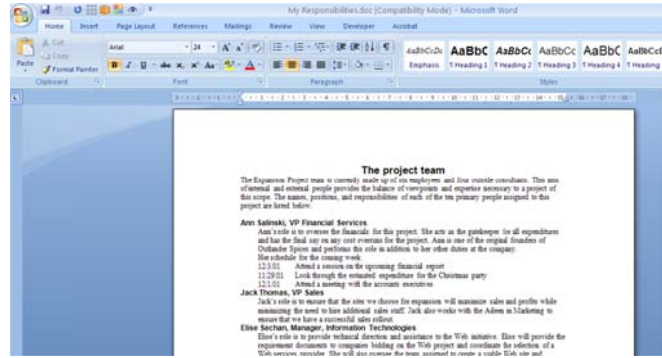 My Responsibilities.doc [Compatibility Mode] - Microsoft Word
Home Insert Page Layout References Mailings Review View Developer Acrobat
Cut
Copy
Paste
Format Painter
Arial 24
AaBbCcDc AaBbC AaBbCc AaBbCc AaBbC AaBbCcI
Emphasis ¶ Heading 1 ¶ Heading 2 ¶ Heading 3 ¶ Heading 4 ¶ Heading
Clipboard Font Paragraph Styles
The project team
The Expansion Project team is currently made up of six employees and four outside consultants. This mix
of internal and external people provides the balance of viewpoints and expertise necessary to a project of
this scope. The names, positions, and responsibilities of each of the ten primary people assigned to this
project are listed below.
Ann Salinski, VP Financial Services
Ann's role is to oversee the financials for this project. She acts as the gatekeeper for all expenditures
and has the final say on any cost overruns for the project. Ann is one of the original founders of
Outlander Spices and performs this role in addition to her other duties at the company.
Her schedule for the coming week
12/3/01 Attend a session on the upcoming financial report
11/29/01 Look through the estimated expenditure for the Christmas party
12/1/01 Attend a meeting with the accounts executives
Jack Thomas, VP Sales
Jack's role is to ensure that the sites we choose for expansion will maximize sales and profits while
minimizing the need to hire additional sales staff. Jack also works with the Adeen in Marketing to
ensure that we have a successful sales rollout.
Elise Sechan, Manager, Information Technologies
Elise's role is to provide technical direction and assistance to the Web initiative. Elise will provide the
requirement documents to companies bidding on the Web project and coordinate the selection of a
Web services provider. She will also oversee the team assigned to create a viable Web site and